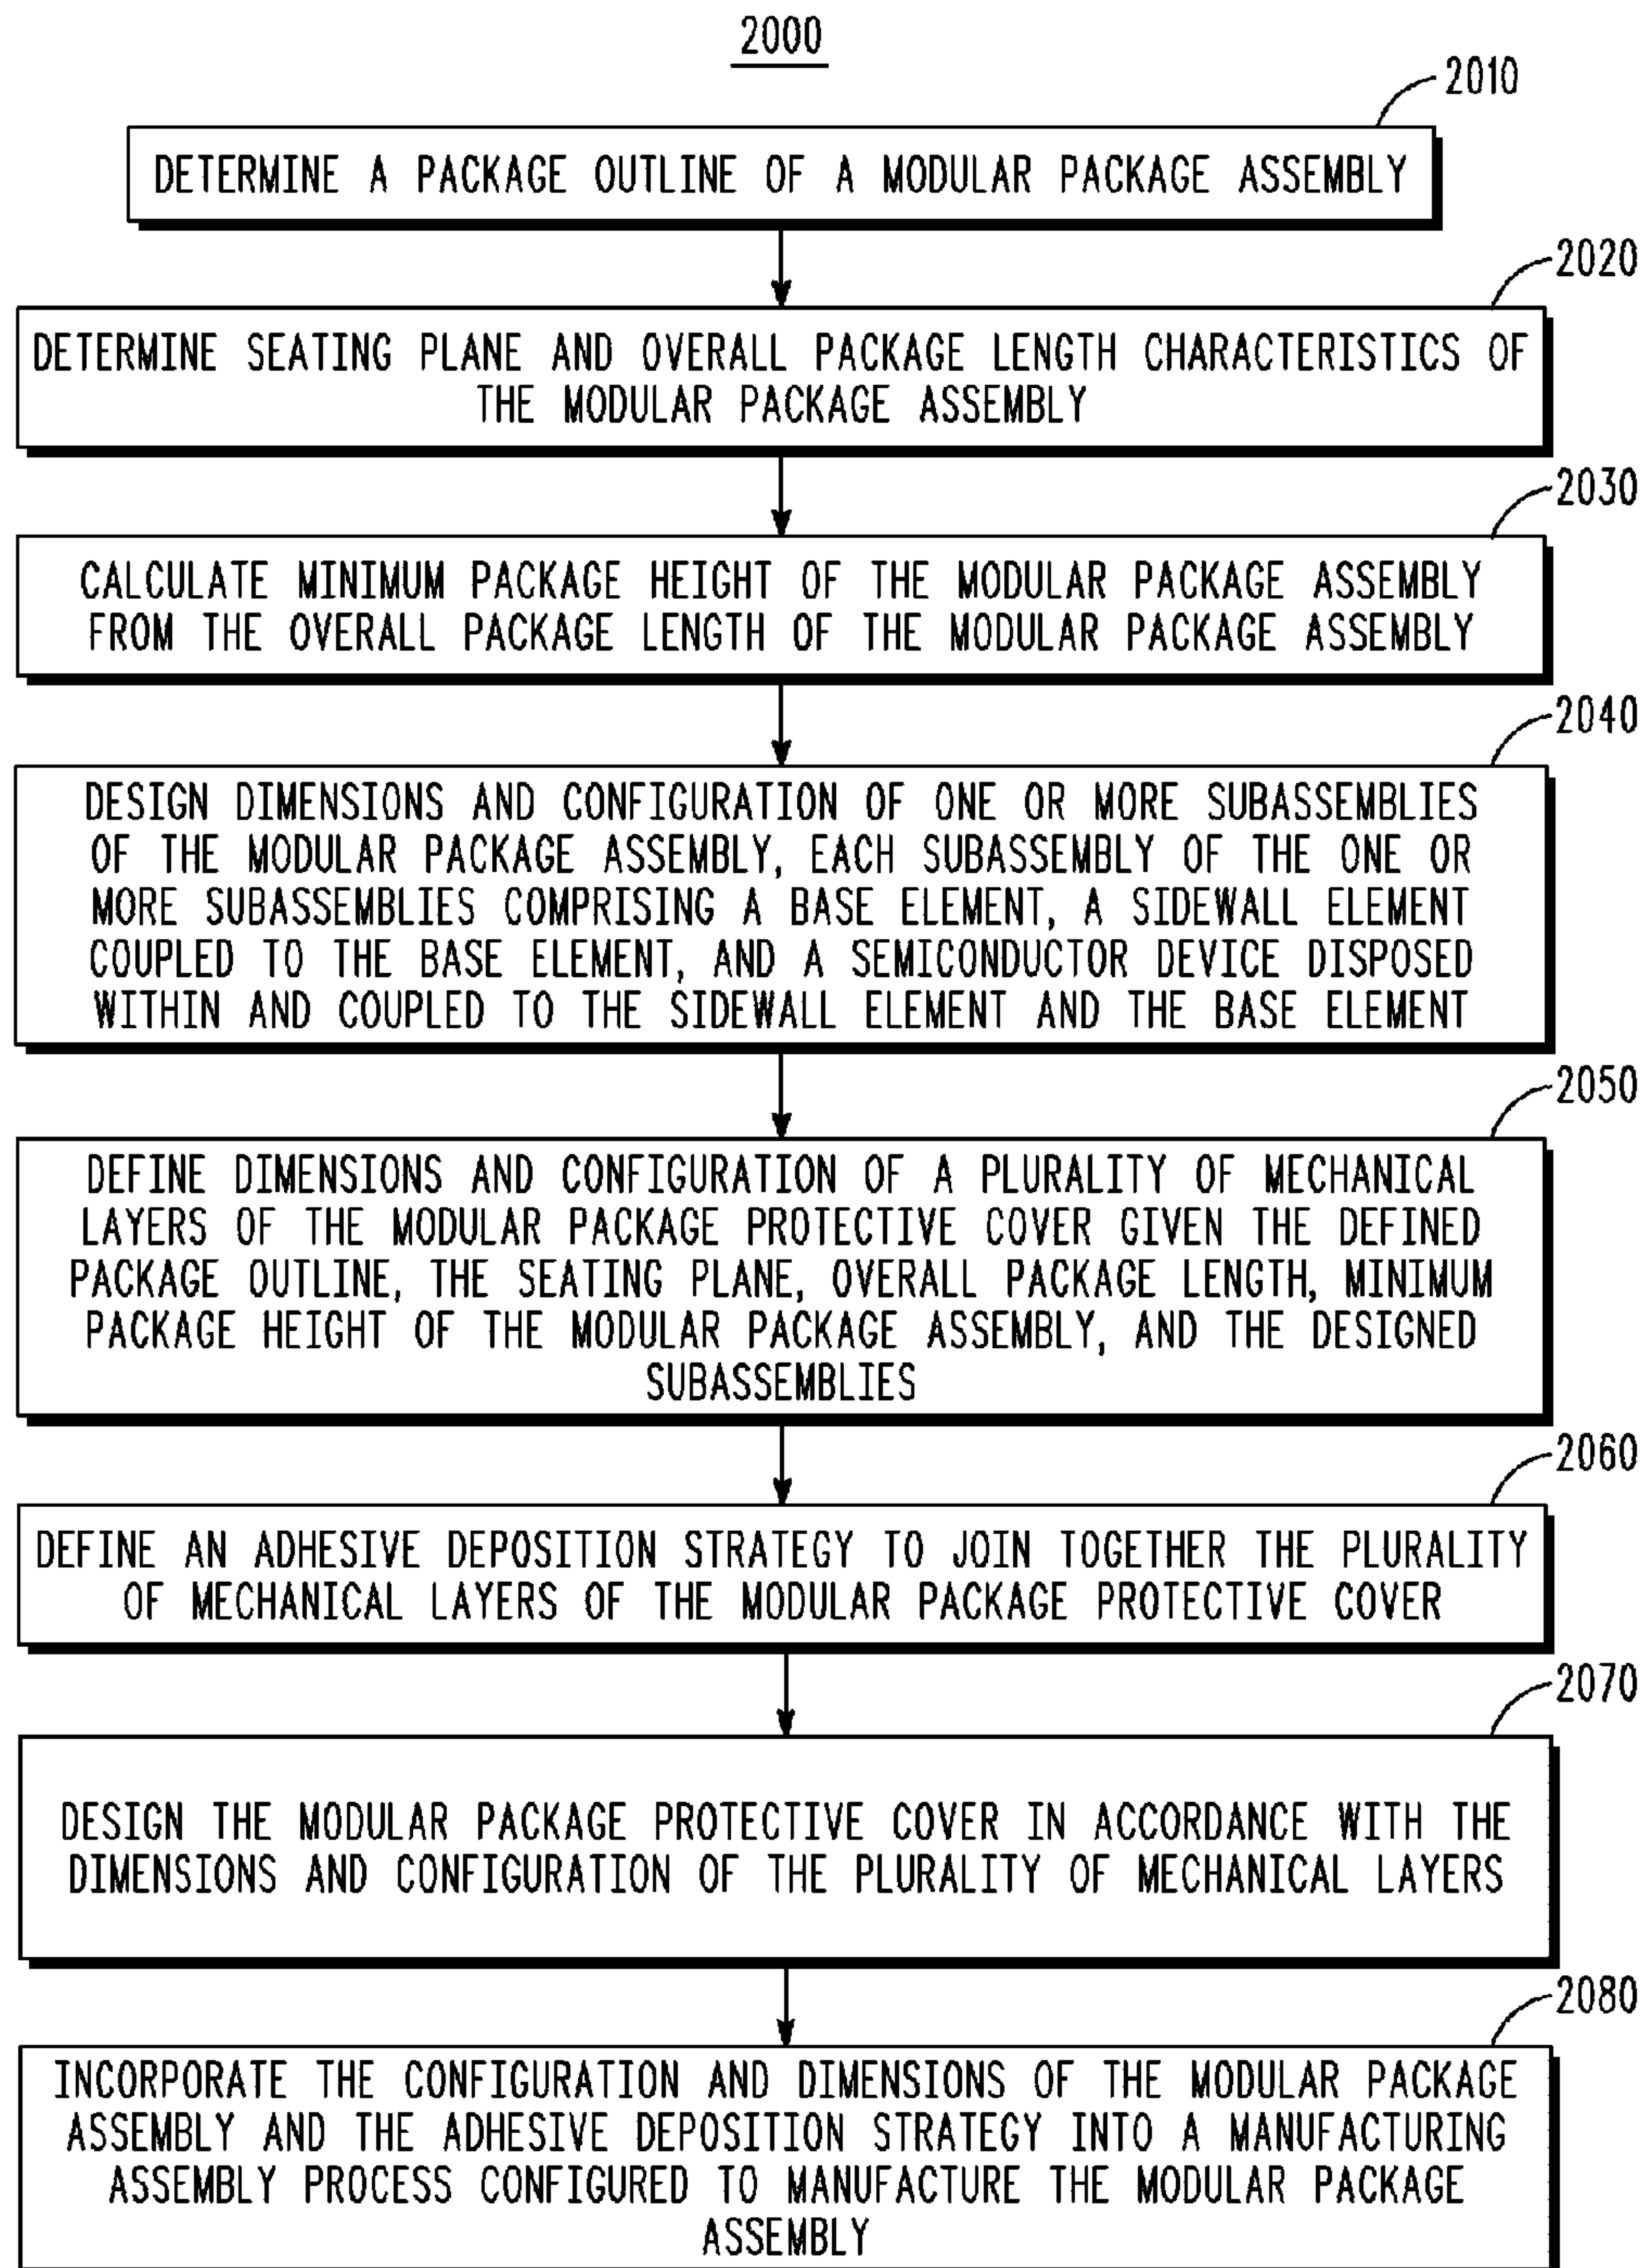 2000
2010
DETERMINE A PACKAGE OUTLINE OF A MODULAR PACKAGE ASSEMBLY
2020
DETERMINE SEATING PLANE AND OVERALL PACKAGE LENGTH CHARACTERISTICS OF
THE MODULAR PACKAGE ASSEMBLY
2030
CALCULATE MINIMUM PACKAGE HEIGHT OF THE MODULAR PACKAGE ASSEMBLY
FROM THE OVERALL PACKAGE LENGTH OF THE MODULAR PACKAGE ASSEMBLY
2040
DESIGN DIMENSIONS AND CONFIGURATION OF ONE OR MORE SUBASSEMBLIES
OF THE MODULAR PACKAGE ASSEMBLY, EACH SUBASSEMBLY OF THE ONE OR
MORE SUBASSEMBLIES COMPRISING A BASE ELEMENT, A SIDEWALL ELEMENT
COUPLED TO THE BASE ELEMENT, AND A SEMICONDUCTOR DEVICE DISPOSED
WITHIN AND COUPLED TO THE SIDEWALL ELEMENT AND THE BASE ELEMENT
2050
DEFINE DIMENSIONS AND CONFIGURATION OF A PLURALITY OF MECHANICAL
LAYERS OF THE MODULAR PACKAGE PROTECTIVE COVER GIVEN THE DEFINED
PACKAGE OUTLINE, THE SEATING PLANE, OVERALL PACKAGE LENGTH, MINIMUM
PACKAGE HEIGHT OF THE MODULAR PACKAGE ASSEMBLY, AND THE DESIGNED
SUBASSEMBLIES
2060
DEFINE AN ADHESIVE DEPOSITION STRATEGY TO JOIN TOGETHER THE PLURALITY
OF MECHANICAL LAYERS OF THE MODULAR PACKAGE PROTECTIVE COVER
2070
DESIGN THE MODULAR PACKAGE PROTECTIVE COVER IN ACCORDANCE WITH THE
DIMENSIONS AND CONFIGURATION OF THE PLURALITY OF MECHANICAL LAYERS
2080
INCORPORATE THE CONFIGURATION AND DIMENSIONS OF THE MODULAR PACKAGE
ASSEMBLY AND THE ADHESIVE DEPOSITION STRATEGY INTO A MANUFACTURING
ASSEMBLY PROCESS CONFIGURED TO MANUFACTURE THE MODULAR PACKAGE
ASSEMBLY